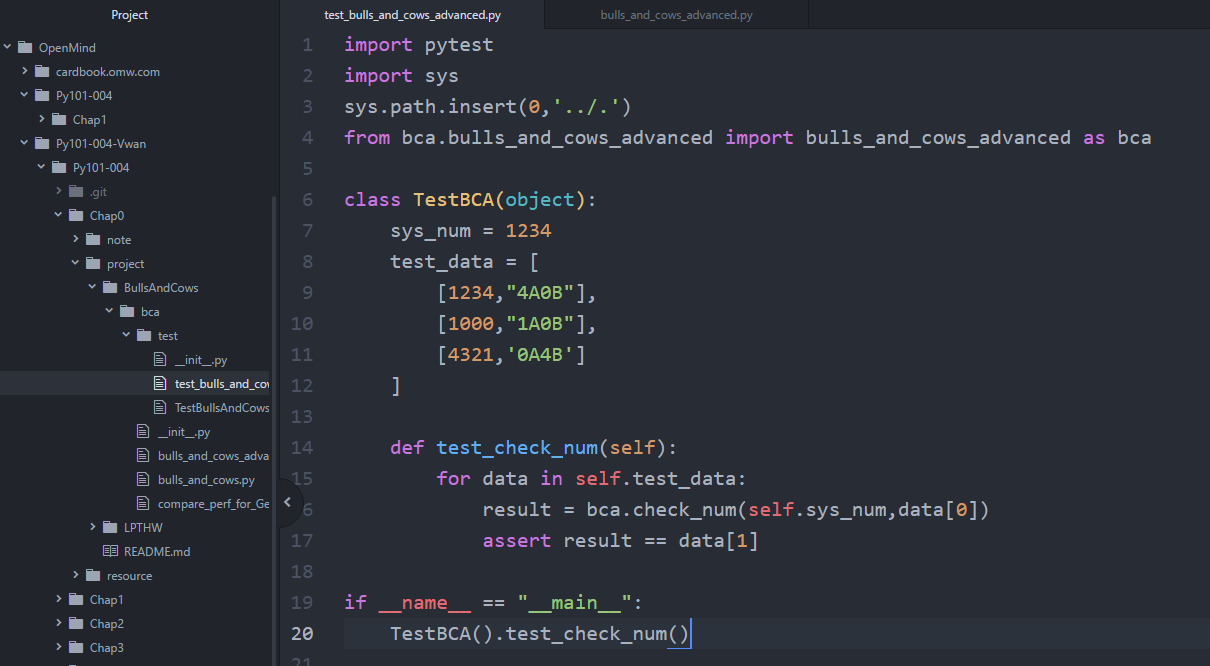 Project
OpenMind
cardbook.omw.com
Py101-004
Chap1
Py101-004-Vwan
Py101-004
.git
Chap0
note
project
BullsAndCows
bca
test
__init__.py
test_bulls_and_cow
TestBullsAndCows
__init__.py
bulls_and_cows_adva
bulls_and_cows.py
compare_perf_for_Ge
LPTHW
README.md
resource
Chap1
Chap2
Chap3
test_bulls_and_cows_advanced.py
bulls_and_cows_advanced.py
1 import pytest
2 import sys
3 sys.path.insert(0,'../.')
4 from bca.bulls_and_cows_advanced import bulls_and_cows_advanced as bca
5
6 class TestBCA(object):
7 sys_num = 1234
8 test_data = [
9 [1234,"4A0B"],
10 [1000,"1A0B"],
11 [4321,'0A4B']
12 ]
13
14 def test_check_num(self):
15 for data in self.test_data:
6 result = bca.check_num(self.sys_num,data[0])
17 assert result == data[1]
18
19 if __name__ == "__main__":
20 TestBCA().test_check_num()
21